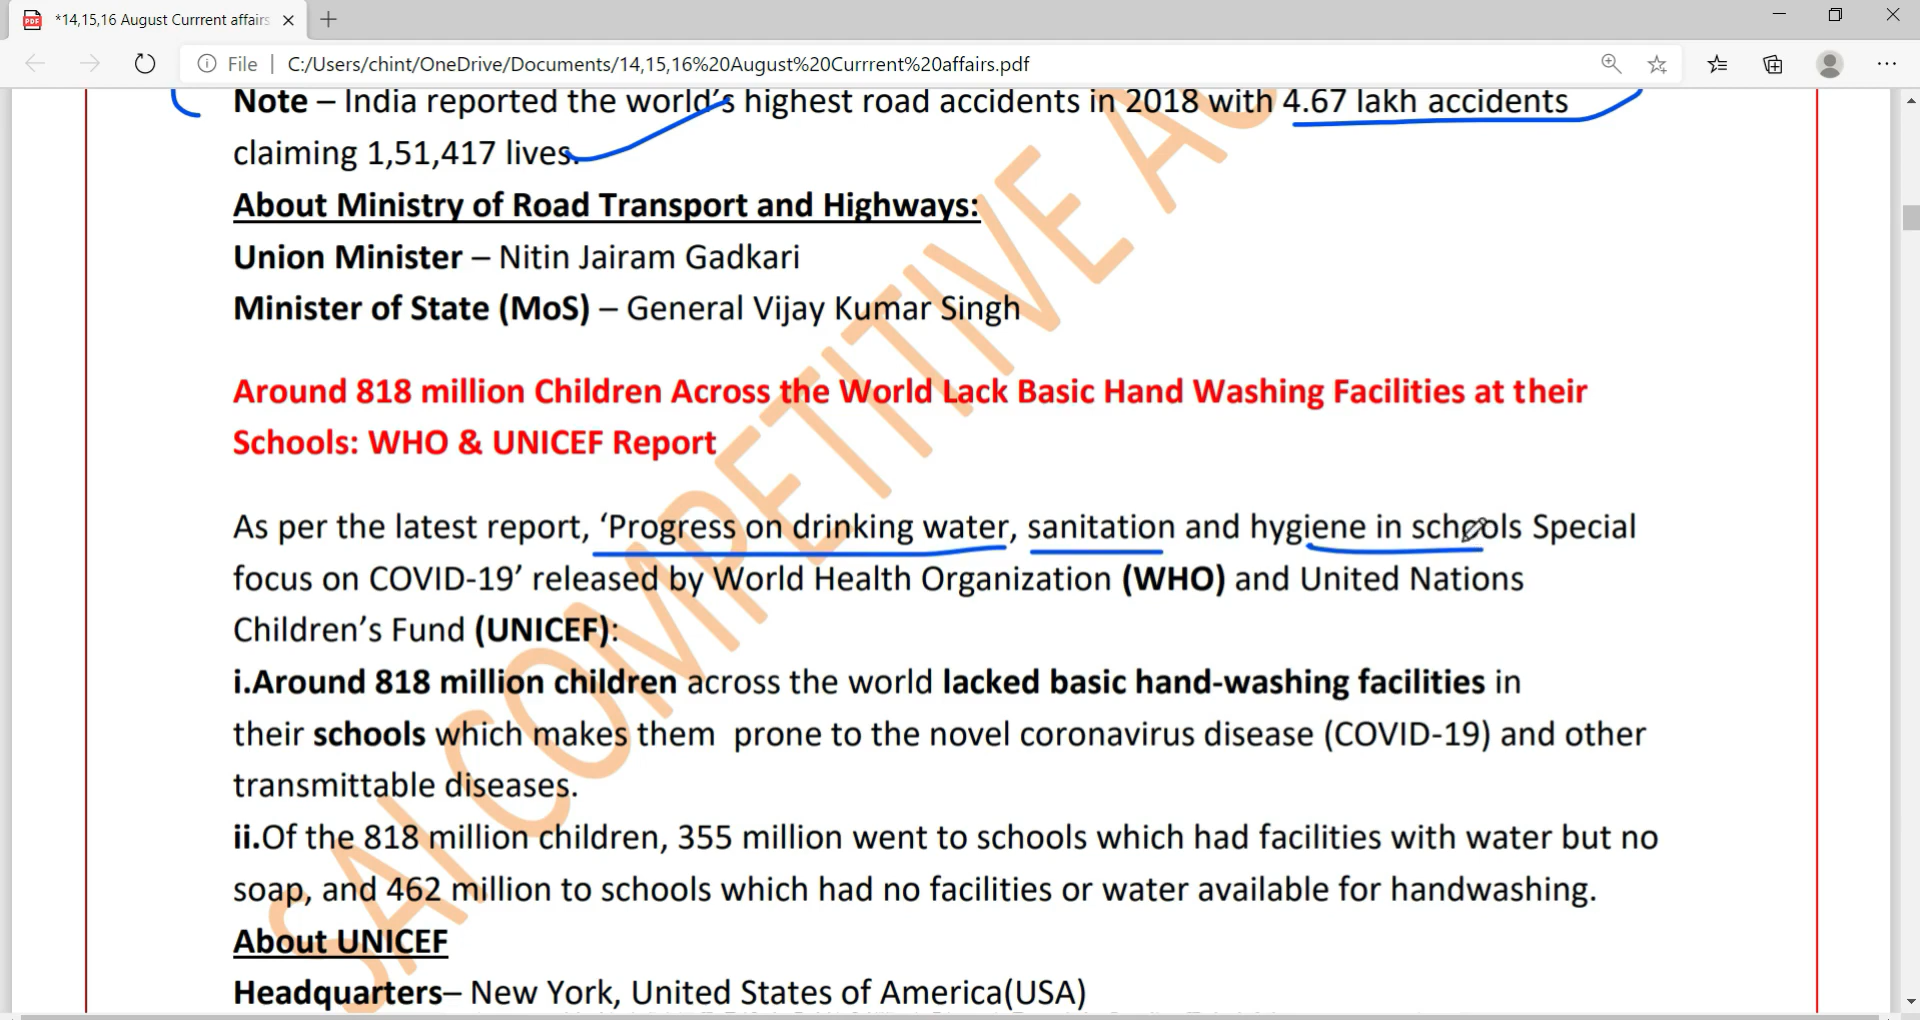 *14,15,16 August Currrent affairs
File | C:/Users/chint/OneDrive/Documents/14,15,16%20August%20Currrent%20affairs.pdf
Note – India reported the world's highest road accidents in 2018 with 4.67 lakh accidents
claiming 1,51,417 lives.
About Ministry of Road Transport and Highways:
Union Minister – Nitin Jairam Gadkari
Minister of State (MoS) – General Vijay Kumar Singh
Around 818 million Children Across the World Lack Basic Hand Washing Facilities at their
Schools: WHO & UNICEF Report
As per the latest report, ‘Progress on drinking water, sanitation and hygiene in schools Special
focus on COVID-19’ released by World Health Organization (WHO) and United Nations
Children’s Fund (UNICEF):
i.Around 818 million children across the world lacked basic hand-washing facilities in
their schools which makes them  prone to the novel coronavirus disease (COVID-19) and other
transmittable diseases.
ii.Of the 818 million children, 355 million went to schools which had facilities with water but no
soap, and 462 million to schools which had no facilities or water available for handwashing.
About UNICEF
Headquarters– New York, United States of America(USA)
SAI COMPETITIVE